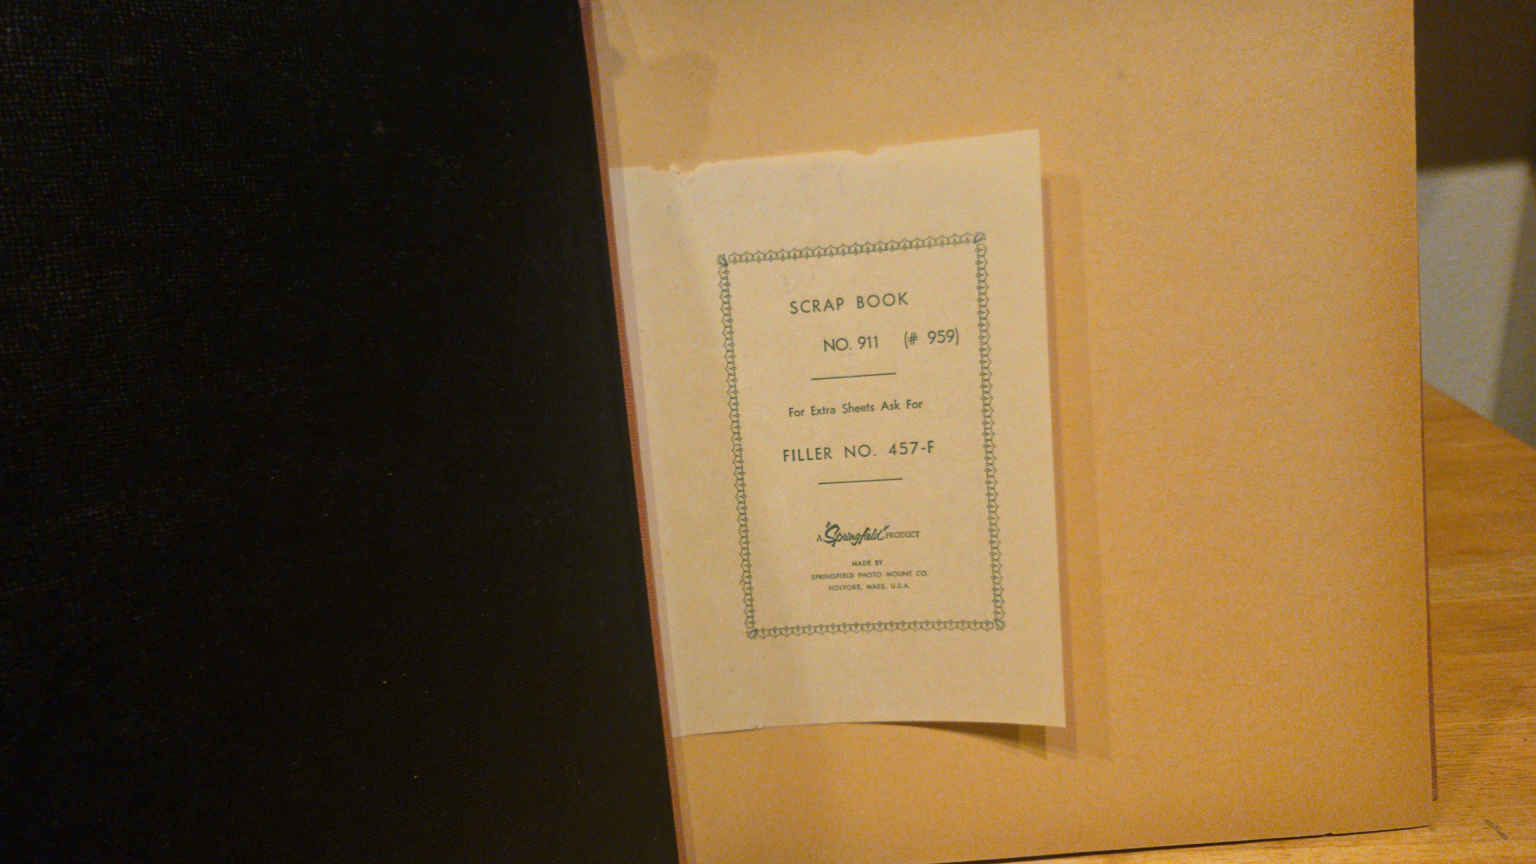 SCRAP BOOK
NO. 911 (# 959)
For Extra Sheets Ask For
FILLER NO. 457-F
A "Springfield" PRODUCT
MADE BY
SPRINGFIELD PHOTO MOUNT CO.
HOLYOKE, MASS. U.S.A.